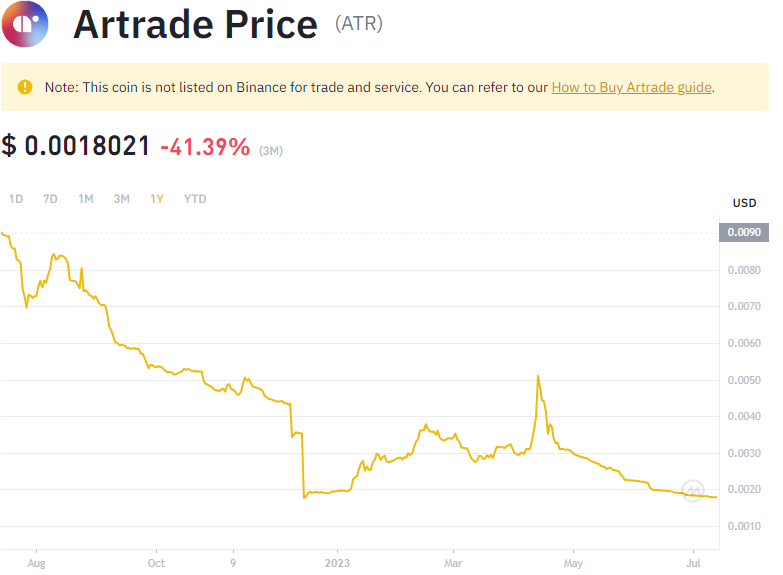 Artrade Price (ATR)
Note: This coin is not listed on Binance for trade and service. You can refer to our How to Buy Artrade guide.
$ 0.0018021 -41.39% (3M)
1D 7D 1M 3M 1Y YTD
USD
0.0090
0.0080
0.0070
0.0060
0.0050
0.0040
0.0030
0.0020
0.0010
Aug Oct 9 2023 Mar May Jul